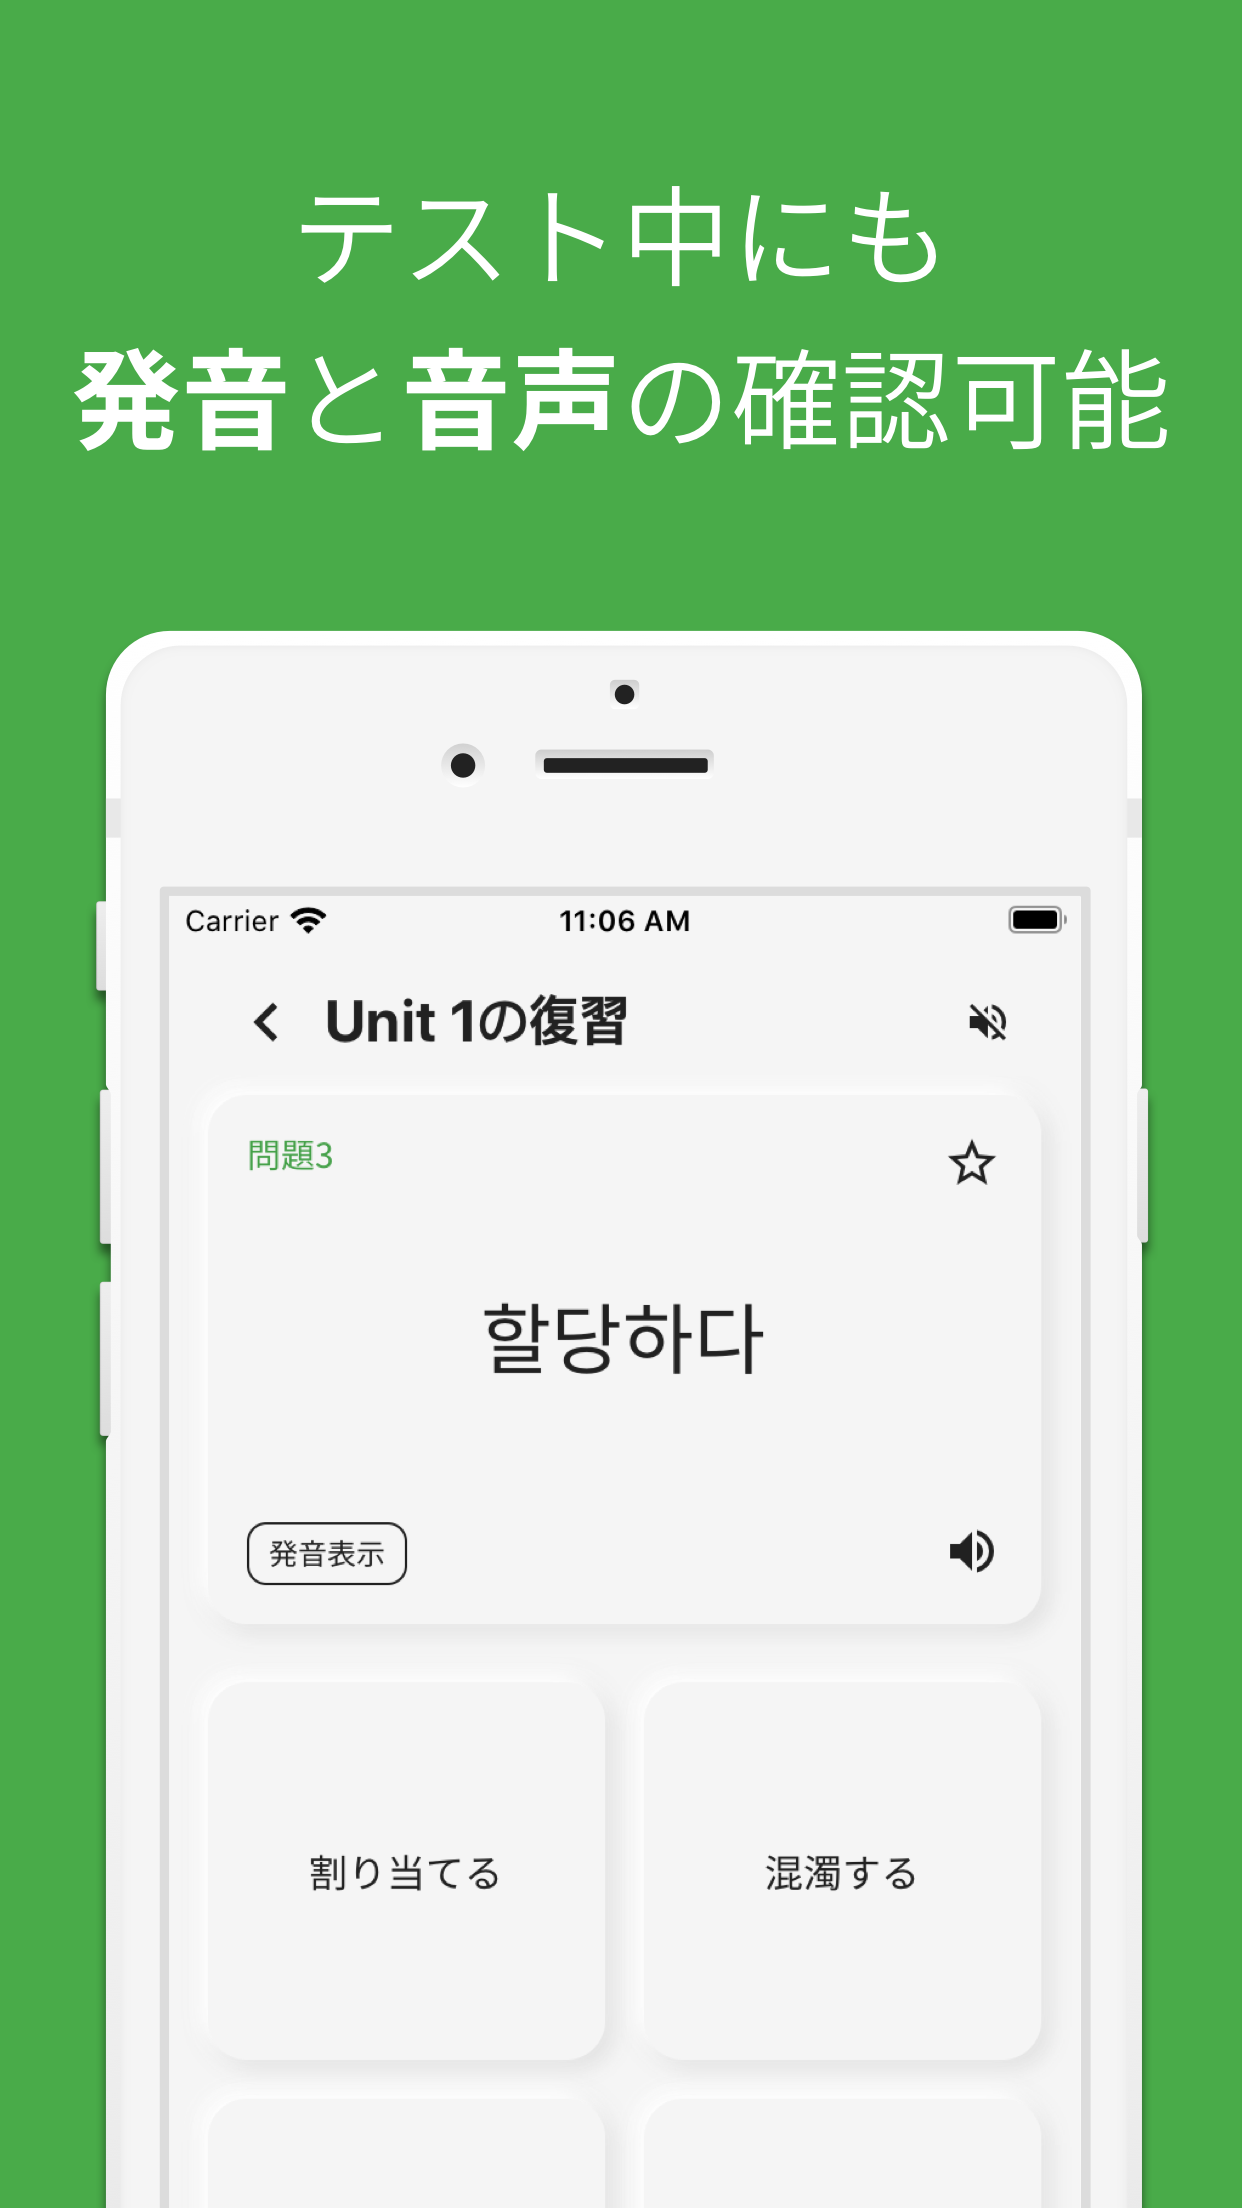 テスト中にも
発音と音声の確認可能
Carrier 11:06 AM
Unit 1の復習
問題3
할당하다
発音表示
割り当てる
混濁する